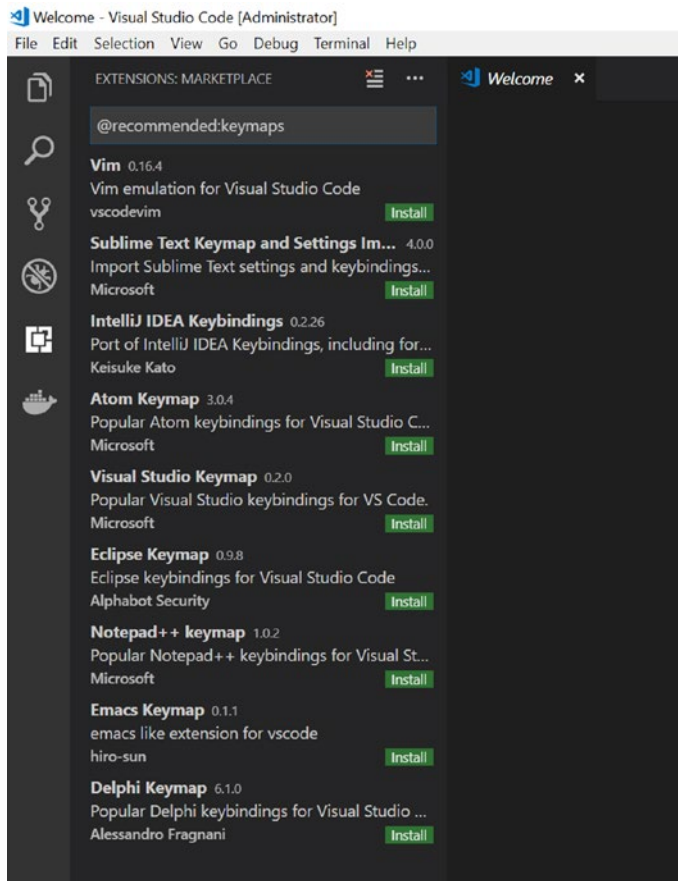 Welcome - Visual Studio Code [Administrator]
File Edit Selection View Go Debug Terminal Help
EXTENSIONS: MARKETPLACE
Welcome
@recommended:keymaps
Vim 0.16.4
Vim emulation for Visual Studio Code
vscodevim Install
Sublime Text Keymap and Settings Im... 4.0.0
Import Sublime Text settings and keybindings...
Microsoft Install
IntelliJ IDEA Keybindings 0.2.26
Port of IntelliJ IDEA Keybindings, including for...
Keisuke Kato Install
Atom Keymap 3.0.4
Popular Atom keybindings for Visual Studio C...
Microsoft Install
Visual Studio Keymap 0.2.0
Popular Visual Studio keybindings for VS Code.
Microsoft Install
Eclipse Keymap 0.9.8
Eclipse keybindings for Visual Studio Code
Alphabot Security Install
Notepad++ keymap 1.0.2
Popular Notepad++ keybindings for Visual St...
Microsoft Install
Emacs Keymap 0.1.1
emacs like extension for vscode
hiro-sun Install
Delphi Keymap 6.1.0
Popular Delphi keybindings for Visual Studio ...
Alessandro Fragnani Install